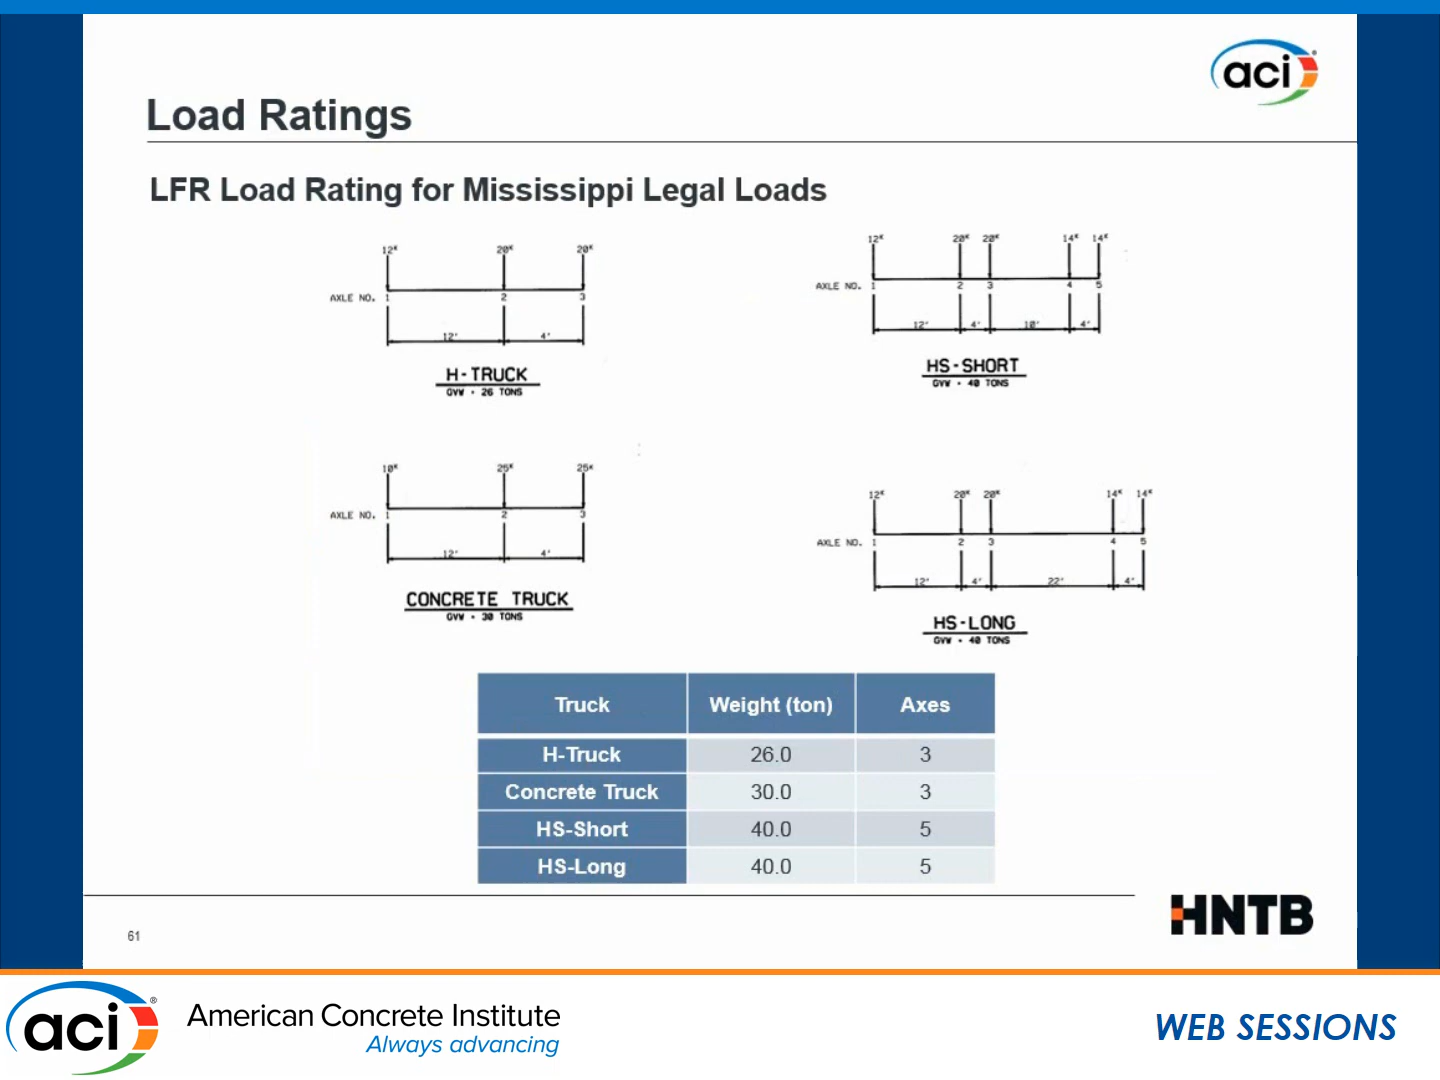 aci
Load Ratings
LFR Load Rating for Mississippi Legal Loads
12ᴷ 20ᴷ 20ᴷ
AXLE NO. 1 2 3
12' 4'
H-TRUCK
GVW - 26 TONS
12ᴷ 20ᴷ 20ᴷ 14ᴷ 14ᴷ
AXLE NO. 1 2 3 4 5
12' 4' 10' 4'
HS-SHORT
GVW - 40 TONS
10ᴷ 25ᴷ 25ᴷ
AXLE NO. 1 2 3
12' 4'
CONCRETE TRUCK
GVW - 30 TONS
12ᴷ 20ᴷ 20ᴷ 14ᴷ 14ᴷ
AXLE NO. 1 2 3 4 5
12' 4' 22' 4'
HS-LONG
GVW - 40 TONS
Truck Weight (ton) Axes
H-Truck 26.0 3
Concrete Truck 30.0 3
HS-Short 40.0 5
HS-Long 40.0 5
61
HNTB
aci®
American Concrete Institute
Always advancing
WEB SESSIONS